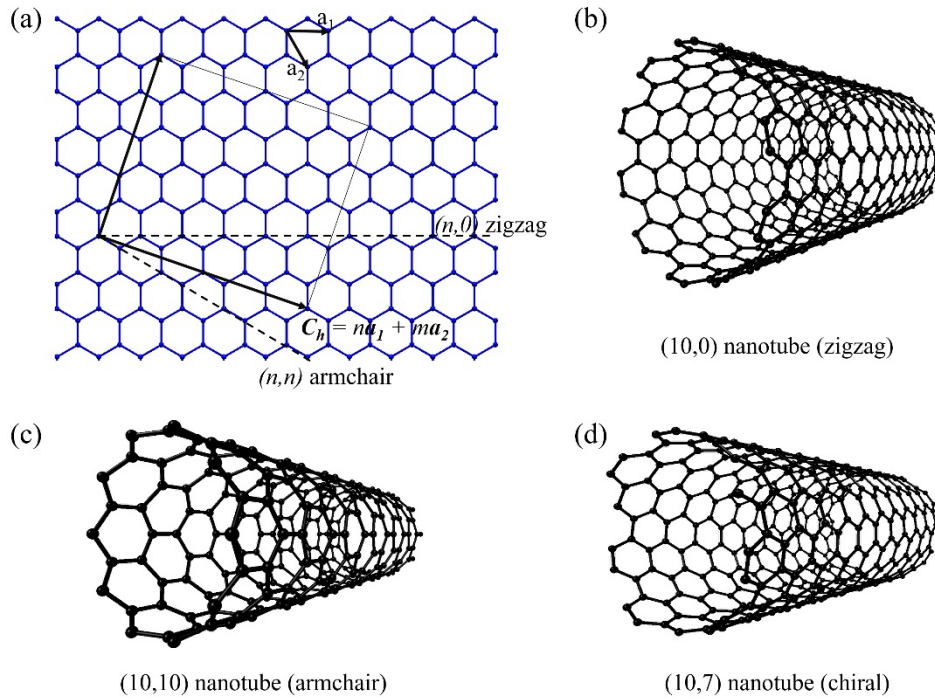 (a)
a1
a2
(n,0) zigzag
Ch = na1 + ma2
(n,n) armchair
(b)
(10,0) nanotube (zigzag)
(c)
(10,10) nanotube (armchair)
(d)
(10,7) nanotube (chiral)